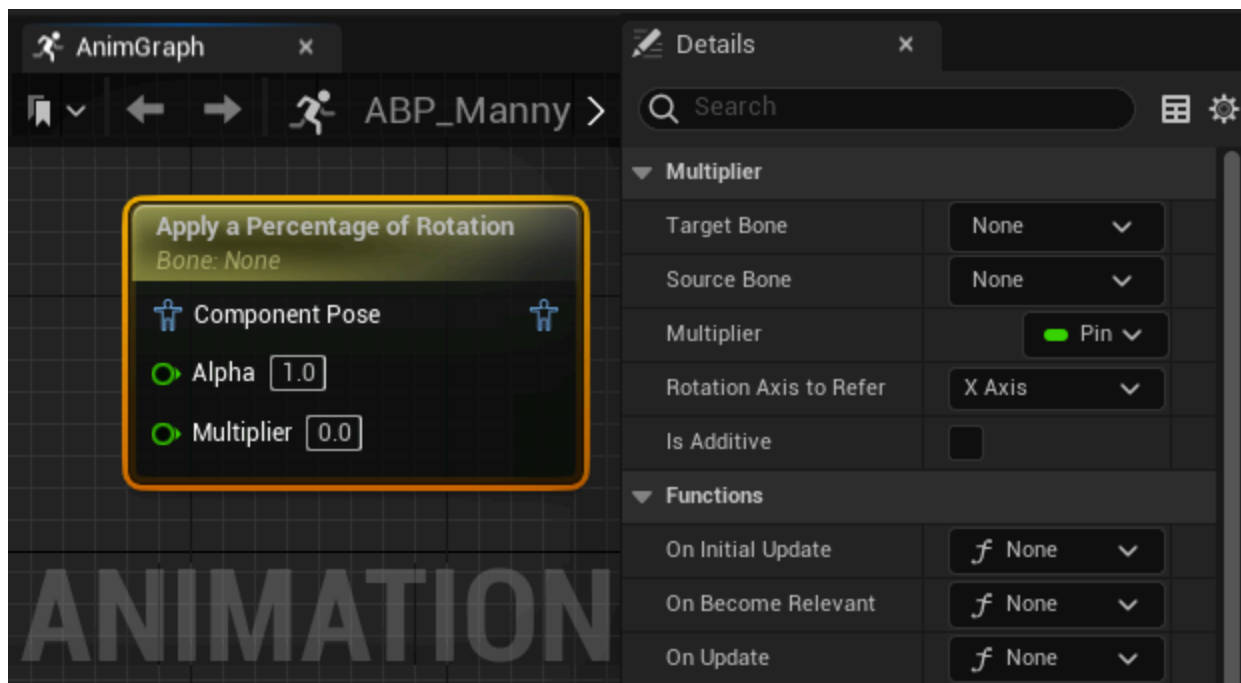 AnimGraph
ABP_Manny
Apply a Percentage of Rotation
Bone: None
Component Pose
Alpha 1.0
Multiplier 0.0
ANIMATION
Details
Search
Multiplier
Target Bone None
Source Bone None
Multiplier Pin
Rotation Axis to Refer X Axis
Is Additive
Functions
On Initial Update None
On Become Relevant None
On Update None